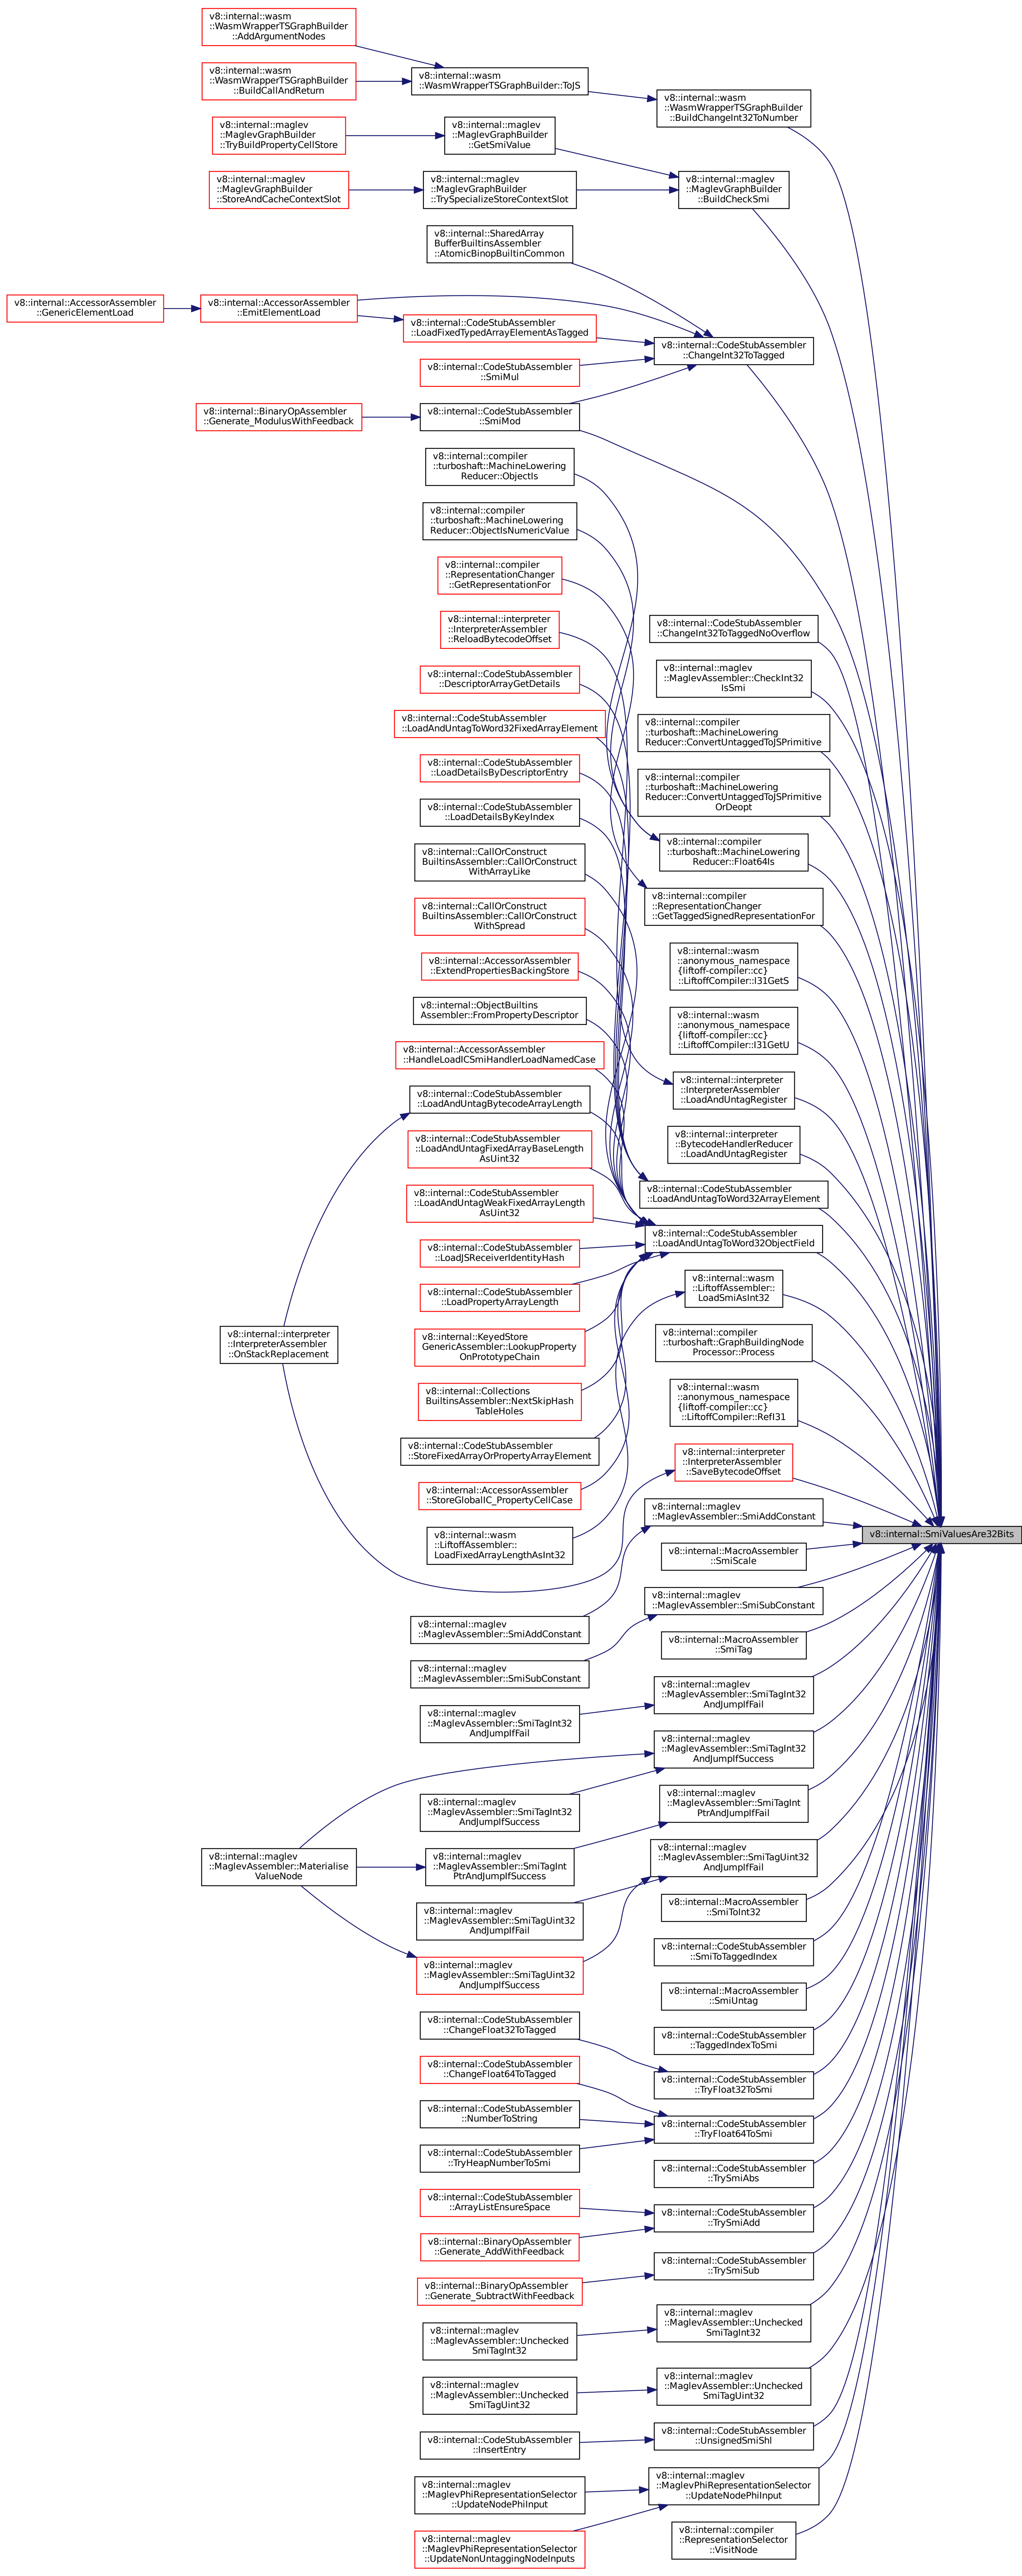 v8::internal::wasm
::WasmWrapperTSGraphBuilder
::AddArgumentNodes
v8::internal::wasm
::WasmWrapperTSGraphBuilder
::BuildCallAndReturn
v8::internal::wasm
::WasmWrapperTSGraphBuilder::ToJS
v8::internal::wasm
::WasmWrapperTSGraphBuilder
::BuildChangeInt32ToNumber
v8::internal::maglev
::MaglevGraphBuilder
::TryBuildPropertyCellStore
v8::internal::maglev
::MaglevGraphBuilder
::GetSmiValue
v8::internal::maglev
::MaglevGraphBuilder
::StoreAndCacheContextSlot
v8::internal::maglev
::MaglevGraphBuilder
::TrySpecializeStoreContextSlot
v8::internal::maglev
::MaglevGraphBuilder
::BuildCheckSmi
v8::internal::SharedArray
BufferBuiltinsAssembler
::AtomicBinopBuiltinCommon
v8::internal::AccessorAssembler
::GenericElementLoad
v8::internal::AccessorAssembler
::EmitElementLoad
v8::internal::CodeStubAssembler
::LoadFixedTypedArrayElementAsTagged
v8::internal::CodeStubAssembler
::ChangeInt32ToTagged
v8::internal::CodeStubAssembler
::SmiMul
v8::internal::BinaryOpAssembler
::Generate_ModulusWithFeedback
v8::internal::CodeStubAssembler
::SmiMod
v8::internal::compiler
::turboshaft::MachineLowering
Reducer::ObjectIs
v8::internal::compiler
::turboshaft::MachineLowering
Reducer::ObjectIsNumericValue
v8::internal::compiler
::RepresentationChanger
::GetRepresentationFor
v8::internal::interpreter
::InterpreterAssembler
::ReloadBytecodeOffset
v8::internal::CodeStubAssembler
::ChangeInt32ToTaggedNoOverflow
v8::internal::CodeStubAssembler
::DescriptorArrayGetDetails
v8::internal::maglev
::MaglevAssembler::CheckInt32
IsSmi
v8::internal::CodeStubAssembler
::LoadAndUntagToWord32FixedArrayElement
v8::internal::compiler
::turboshaft::MachineLowering
Reducer::ConvertUntaggedToJSPrimitive
v8::internal::CodeStubAssembler
::LoadDetailsByDescriptorEntry
v8::internal::compiler
::turboshaft::MachineLowering
Reducer::ConvertUntaggedToJSPrimitive
OrDeopt
v8::internal::CodeStubAssembler
::LoadDetailsByKeyIndex
v8::internal::CallOrConstruct
BuiltinsAssembler::CallOrConstruct
WithArrayLike
v8::internal::compiler
::turboshaft::MachineLowering
Reducer::Float64Is
v8::internal::CallOrConstruct
BuiltinsAssembler::CallOrConstruct
WithSpread
v8::internal::compiler
::RepresentationChanger
::GetTaggedSignedRepresentationFor
v8::internal::AccessorAssembler
::ExtendPropertiesBackingStore
v8::internal::wasm
::anonymous_namespace
{liftoff-compiler::cc}
::LiftoffCompiler::I31GetS
v8::internal::ObjectBuiltins
Assembler::FromPropertyDescriptor
v8::internal::wasm
::anonymous_namespace
{liftoff-compiler::cc}
::LiftoffCompiler::I31GetU
v8::internal::AccessorAssembler
::HandleLoadICSmiHandlerLoadNamedCase
v8::internal::CodeStubAssembler
::LoadAndUntagBytecodeArrayLength
v8::internal::interpreter
::InterpreterAssembler
::LoadAndUntagRegister
v8::internal::CodeStubAssembler
::LoadAndUntagFixedArrayBaseLength
AsUint32
v8::internal::interpreter
::BytecodeHandlerReducer
::LoadAndUntagRegister
v8::internal::CodeStubAssembler
::LoadAndUntagWeakFixedArrayLength
AsUint32
v8::internal::CodeStubAssembler
::LoadAndUntagToWord32ArrayElement
v8::internal::CodeStubAssembler
::LoadJSReceiverIdentityHash
v8::internal::CodeStubAssembler
::LoadAndUntagToWord32ObjectField
v8::internal::CodeStubAssembler
::LoadPropertyArrayLength
v8::internal::wasm
::LiftoffAssembler::
LoadSmiAsInt32
v8::internal::interpreter
::InterpreterAssembler
::OnStackReplacement
v8::internal::KeyedStore
GenericAssembler::LookupProperty
OnPrototypeChain
v8::internal::compiler
::turboshaft::GraphBuildingNode
Processor::Process
v8::internal::Collections
BuiltinsAssembler::NextSkipHash
TableHoles
v8::internal::wasm
::anonymous_namespace
{liftoff-compiler::cc}
::LiftoffCompiler::RefI31
v8::internal::CodeStubAssembler
::StoreFixedArrayOrPropertyArrayElement
v8::internal::interpreter
::InterpreterAssembler
::SaveBytecodeOffset
v8::internal::AccessorAssembler
::StoreGlobalIC_PropertyCellCase
v8::internal::maglev
::MaglevAssembler::SmiAddConstant
v8::internal::SmiValuesAre32Bits
v8::internal::wasm
::LiftoffAssembler::
LoadFixedArrayLengthAsInt32
v8::internal::MacroAssembler
::SmiScale
v8::internal::maglev
::MaglevAssembler::SmiSubConstant
v8::internal::maglev
::MaglevAssembler::SmiAddConstant
v8::internal::MacroAssembler
::SmiTag
v8::internal::maglev
::MaglevAssembler::SmiSubConstant
v8::internal::maglev
::MaglevAssembler::SmiTagInt32
AndJumpIfFail
v8::internal::maglev
::MaglevAssembler::SmiTagInt32
AndJumpIfFail
v8::internal::maglev
::MaglevAssembler::SmiTagInt32
AndJumpIfSuccess
v8::internal::maglev
::MaglevAssembler::SmiTagInt32
AndJumpIfSuccess
v8::internal::maglev
::MaglevAssembler::SmiTagInt
PtrAndJumpIfFail
v8::internal::maglev
::MaglevAssembler::Materialise
ValueNode
v8::internal::maglev
::MaglevAssembler::SmiTagInt
PtrAndJumpIfSuccess
v8::internal::maglev
::MaglevAssembler::SmiTagUint32
AndJumpIfFail
v8::internal::maglev
::MaglevAssembler::SmiTagUint32
AndJumpIfFail
v8::internal::MacroAssembler
::SmiToInt32
v8::internal::maglev
::MaglevAssembler::SmiTagUint32
AndJumpIfSuccess
v8::internal::CodeStubAssembler
::SmiToTaggedIndex
v8::internal::MacroAssembler
::SmiUntag
v8::internal::CodeStubAssembler
::ChangeFloat32ToTagged
v8::internal::CodeStubAssembler
::TaggedIndexToSmi
v8::internal::CodeStubAssembler
::ChangeFloat64ToTagged
v8::internal::CodeStubAssembler
::TryFloat32ToSmi
v8::internal::CodeStubAssembler
::NumberToString
v8::internal::CodeStubAssembler
::TryFloat64ToSmi
v8::internal::CodeStubAssembler
::TryHeapNumberToSmi
v8::internal::CodeStubAssembler
::TrySmiAbs
v8::internal::CodeStubAssembler
::ArrayListEnsureSpace
v8::internal::CodeStubAssembler
::TrySmiAdd
v8::internal::BinaryOpAssembler
::Generate_AddWithFeedback
v8::internal::CodeStubAssembler
::TrySmiSub
v8::internal::BinaryOpAssembler
::Generate_SubtractWithFeedback
v8::internal::maglev
::MaglevAssembler::Unchecked
SmiTagInt32
v8::internal::maglev
::MaglevAssembler::Unchecked
SmiTagInt32
v8::internal::maglev
::MaglevAssembler::Unchecked
SmiTagUint32
v8::internal::maglev
::MaglevAssembler::Unchecked
SmiTagUint32
v8::internal::CodeStubAssembler
::InsertEntry
v8::internal::CodeStubAssembler
::UnsignedSmiShl
v8::internal::maglev
::MaglevPhiRepresentationSelector
::UpdateNodePhiInput
v8::internal::maglev
::MaglevPhiRepresentationSelector
::UpdateNodePhiInput
v8::internal::maglev
::MaglevPhiRepresentationSelector
::UpdateNonUntaggingNodeInputs
v8::internal::compiler
::RepresentationSelector
::VisitNode